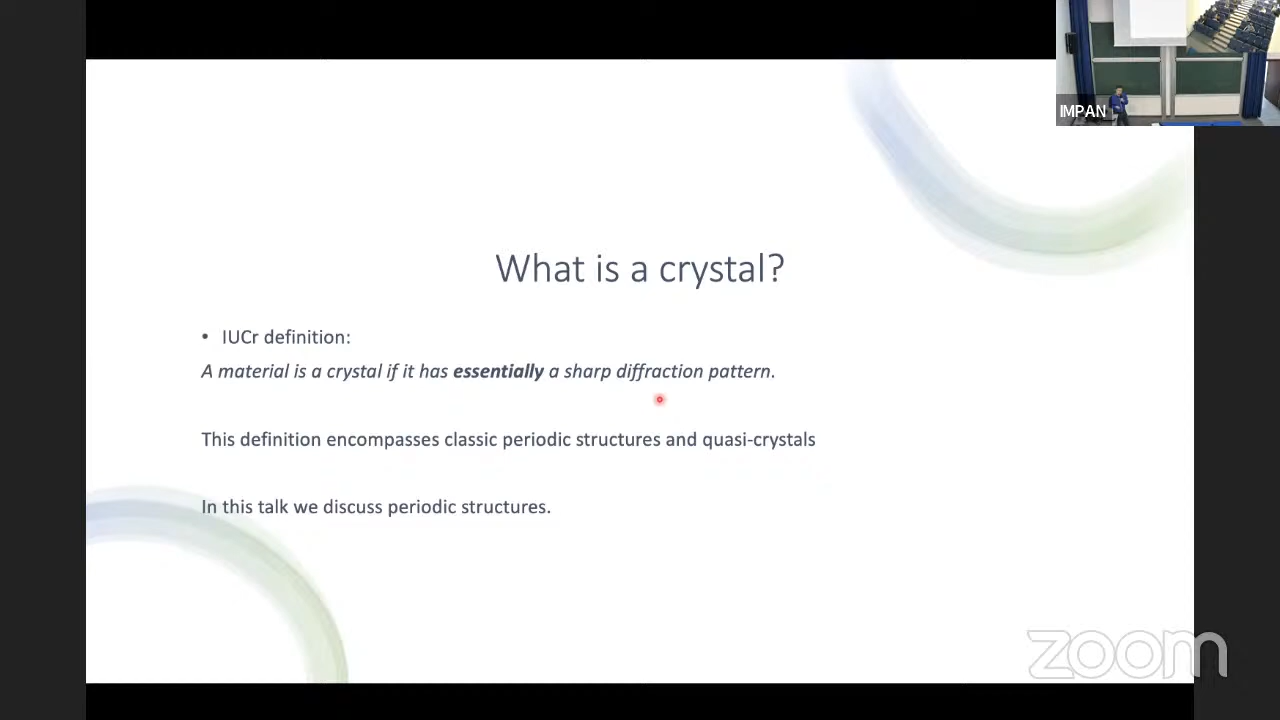 IMPAN
What is a crystal?
• IUCr definition:
A material is a crystal if it has essentially a sharp diffraction pattern.
This definition encompasses classic periodic structures and quasi-crystals
In this talk we discuss periodic structures.
zoom